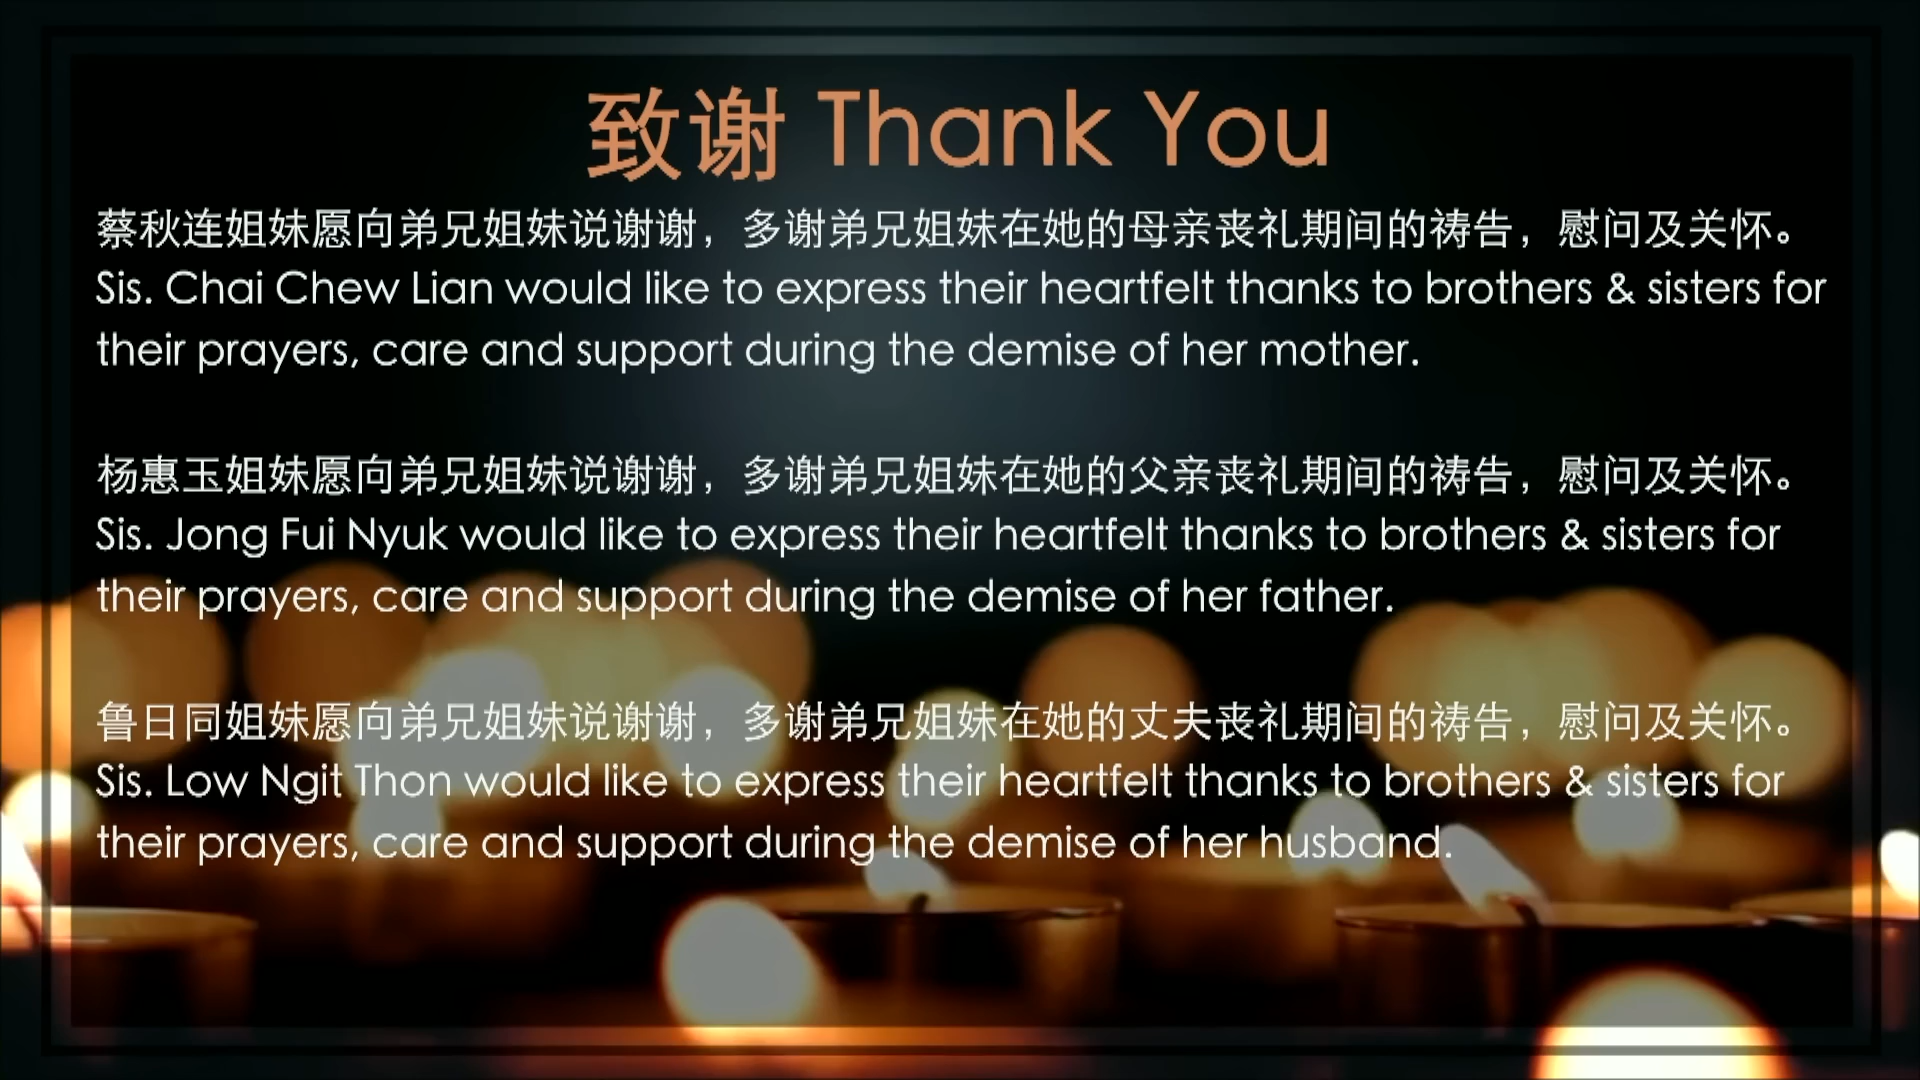 致谢 Thank You
蔡秋连姐妹愿向弟兄姐妹说谢谢，多谢弟兄姐妹在她的母亲丧礼期间的祷告，慰问及关怀。
Sis. Chai Chew Lian would like to express their heartfelt thanks to brothers & sisters for
their prayers, care and support during the demise of her mother.
杨惠玉姐妹愿向弟兄姐妹说谢谢，多谢弟兄姐妹在她的父亲丧礼期间的祷告，慰问及关怀。
Sis. Jong Fui Nyuk would like to express their heartfelt thanks to brothers & sisters for
their prayers, care and support during the demise of her father.
鲁日同姐妹愿向弟兄姐妹说谢谢，多谢弟兄姐妹在她的丈夫丧礼期间的祷告，慰问及关怀。
Sis. Low Ngit Thon would like to express their heartfelt thanks to brothers & sisters for
their prayers, care and support during the demise of her husband.